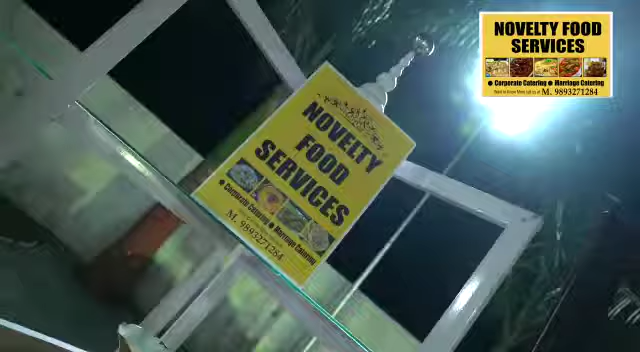 NOVELTY FOOD
SERVICES
● Corporate Catering ● Marriage Catering
M. 9893271284
NOVELTY
FOOD
SERVICES
● Corporate Catering ● Marriage Catering
M. 9893271284